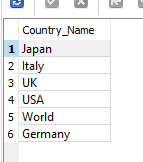 Country_Name
1 Japan
2 Italy
3 UK
4 USA
5 World
6 Germany